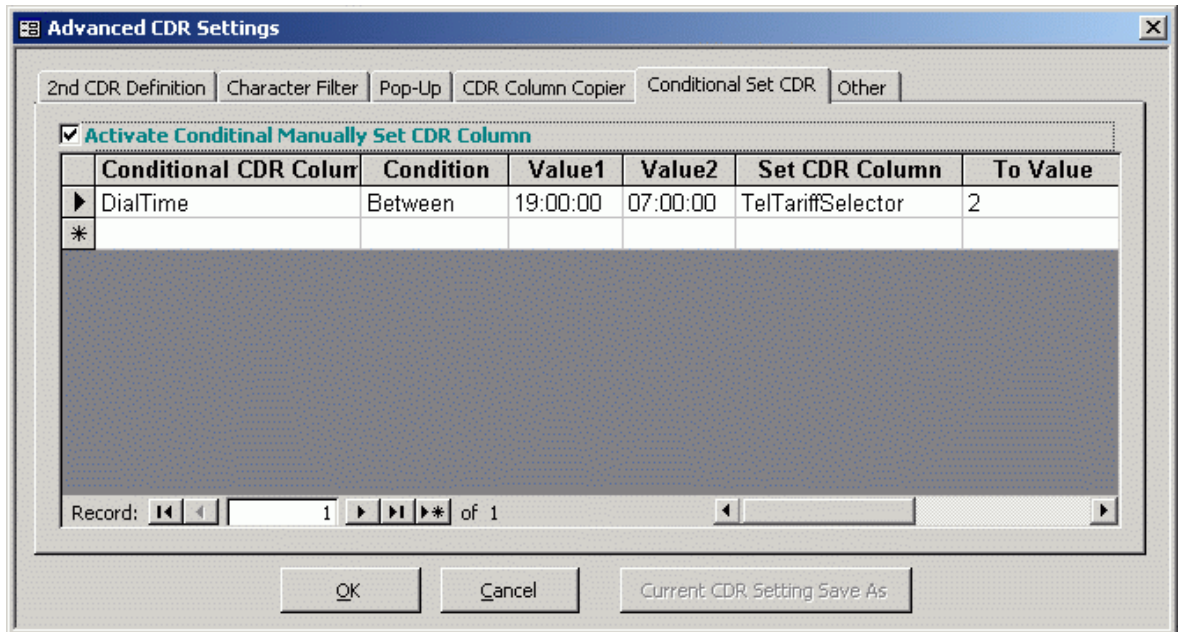 Advanced CDR Settings
2nd CDR Definition Character Filter Pop-Up CDR Column Copier Conditional Set CDR Other
Activate Conditinal Manually Set CDR Column
Conditional CDR Colum Condition Value1 Value2 Set CDR Column To Value
DialTime Between 19:00:00 07:00:00 TelTariffSelector 2
Record: 1 of 1
OK Cancel Current CDR Setting Save As